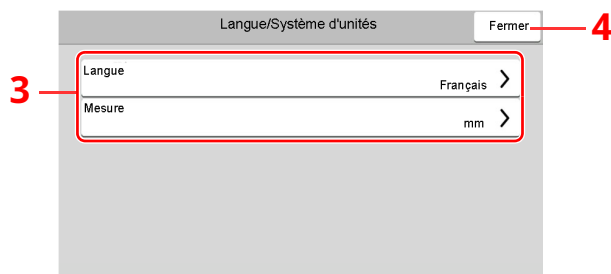 Langue/Système d'unités
Fermer
4
3
Langue
Français
Mesure
mm